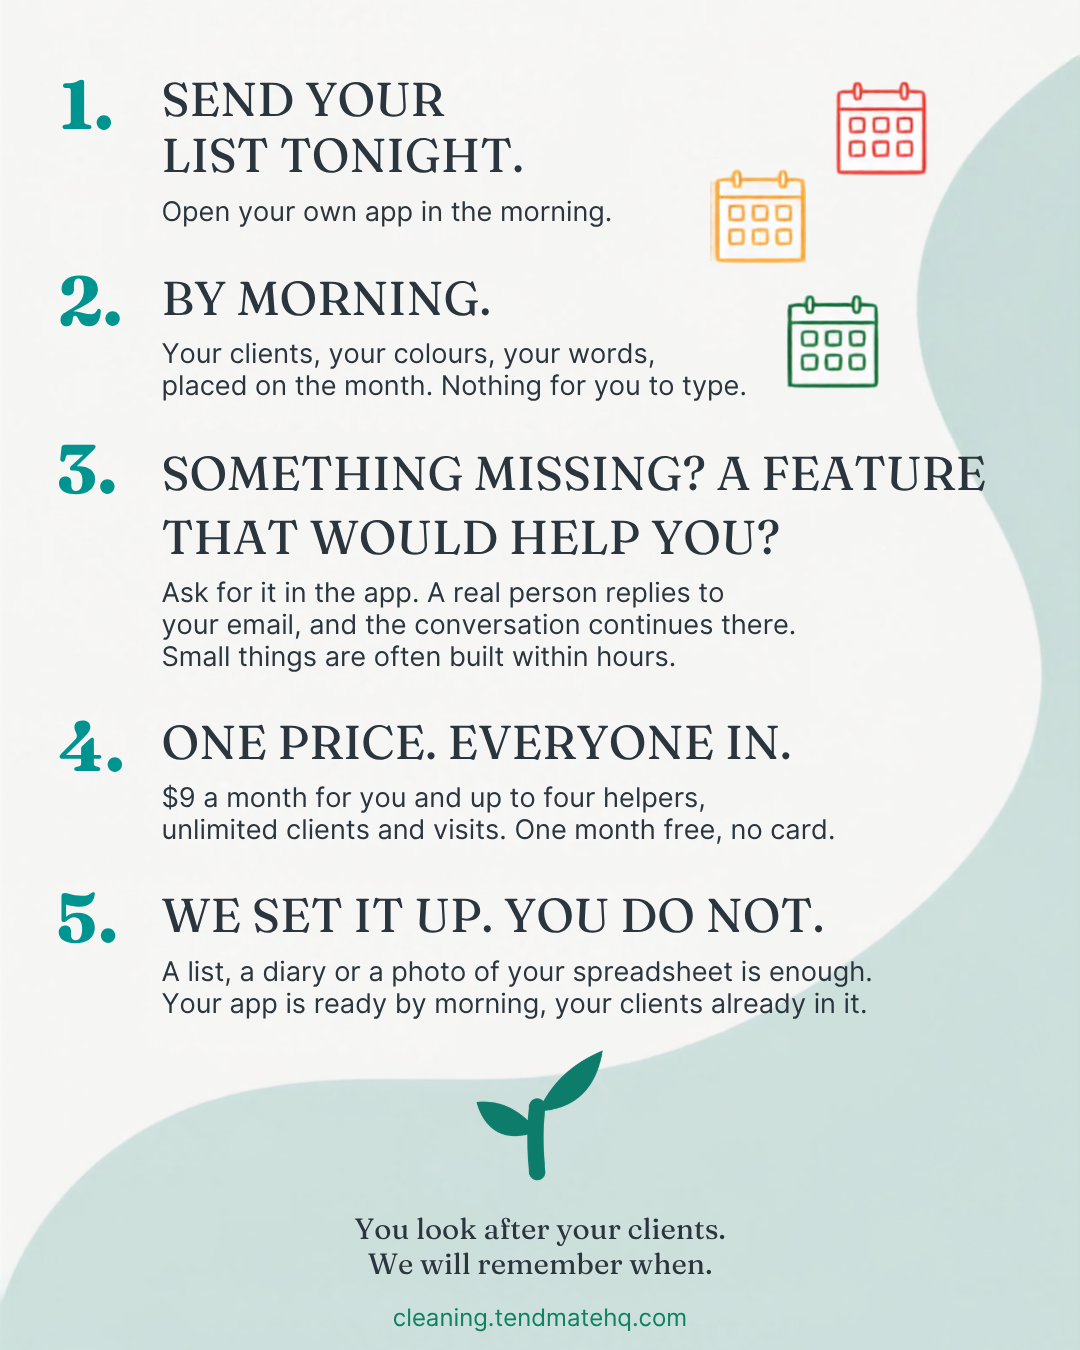 1.
SEND YOUR
LIST TONIGHT.
Open your own app in the morning.
2.
BY MORNING.
Your clients, your colours, your words,
placed on the month. Nothing for you to type.
3.
SOMETHING MISSING? A FEATURE
THAT WOULD HELP YOU?
Ask for it in the app. A real person replies to
your email, and the conversation continues there.
Small things are often built within hours.
4.
ONE PRICE. EVERYONE IN.
$9 a month for you and up to four helpers,
unlimited clients and visits. One month free, no card.
5.
WE SET IT UP. YOU DO NOT.
A list, a diary or a photo of your spreadsheet is enough.
Your app is ready by morning, your clients already in it.
You look after your clients.
We will remember when.
cleaning.tendmatehq.com